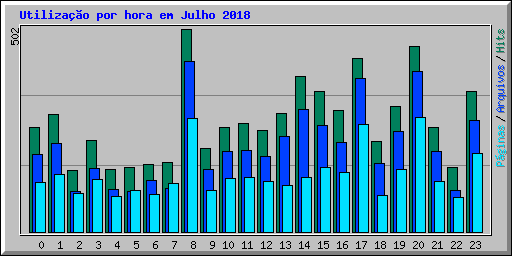 Utilização por hora em Julho 2018
502
Páginas / Arquivos / Hits
0 1 2 3 4 5 6 7 8 9 10 11 12 13 14 15 16 17 18 19 20 21 22 23